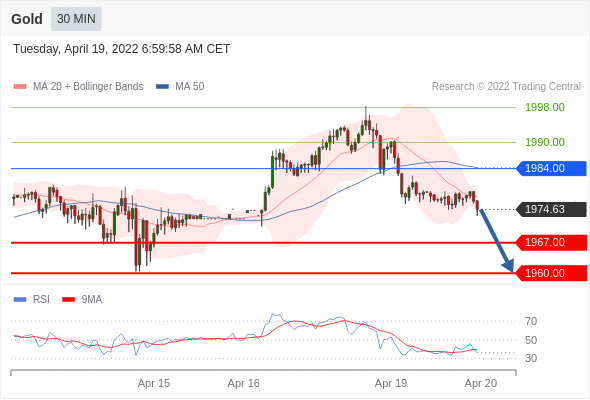 Gold 30 MIN
Tuesday, April 19, 2022 6:59:58 AM CET
MA 20 + Bollinger Bands MA 50 Research © 2022 Trading Central
1998.00
1990.00
1984.00
1974.63
1967.00
1960.00
RSI 9MA
70
50
30
Apr 15 Apr 16 Apr 19 Apr 20